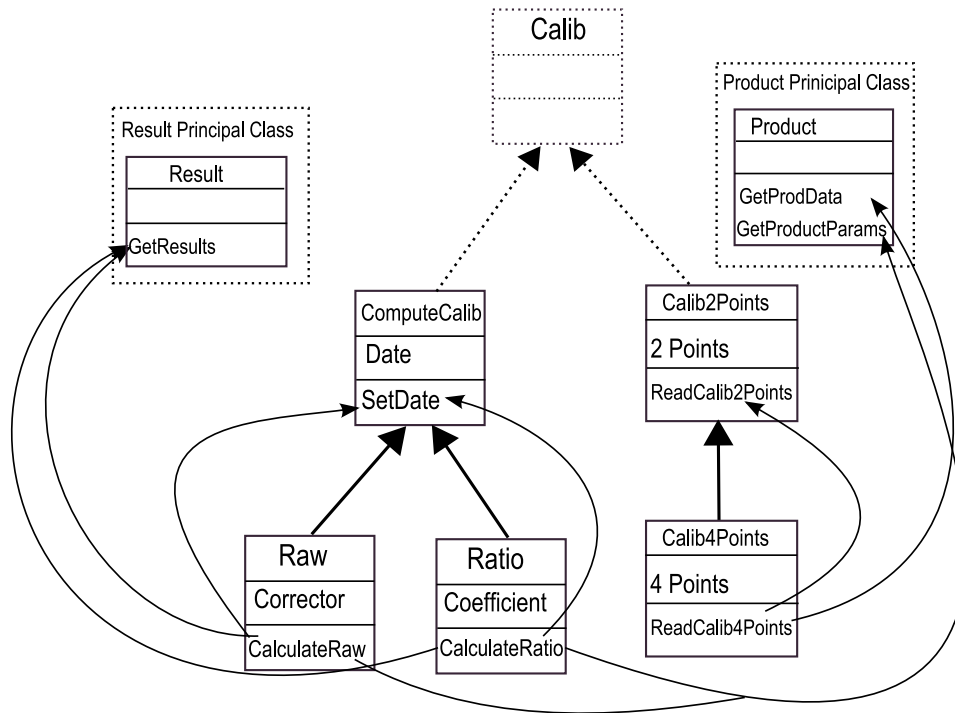 Calib
Product Prinicipal Class
Product
GetProdData
GetProductParams
Result Principal Class
Result
GetResults
ComputeCalib
Date
SetDate
Calib2Points
2 Points
ReadCalib2Points
Raw
Corrector
CalculateRaw
Ratio
Coefficient
CalculateRatio
Calib4Points
4 Points
ReadCalib4Points